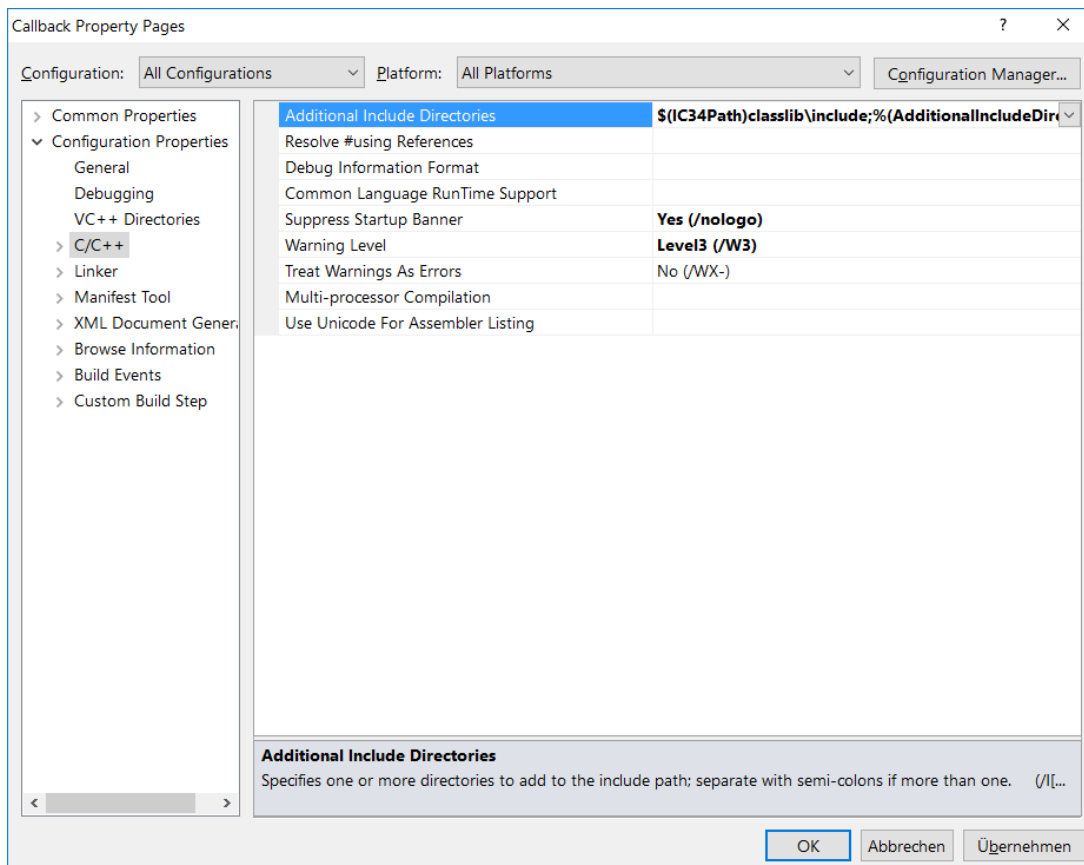 Callback Property Pages ?
Configuration: All Configurations Platform: All Platforms Configuration Manager...
Common Properties
Configuration Properties
General
Debugging
VC++ Directories
C/C++
Linker
Manifest Tool
XML Document Genera
Browse Information
Build Events
Custom Build Step
Additional Include Directories $(IC34Path)classlib\include;%(AdditionalIncludeDire
Resolve #using References
Debug Information Format
Common Language RunTime Support
Suppress Startup Banner Yes (/nologo)
Warning Level Level3 (/W3)
Treat Warnings As Errors No (/WX-)
Multi-processor Compilation
Use Unicode For Assembler Listing
Additional Include Directories
Specifies one or more directories to add to the include path; separate with semi-colons if more than one. (/I[...
OK Abbrechen Übernehmen